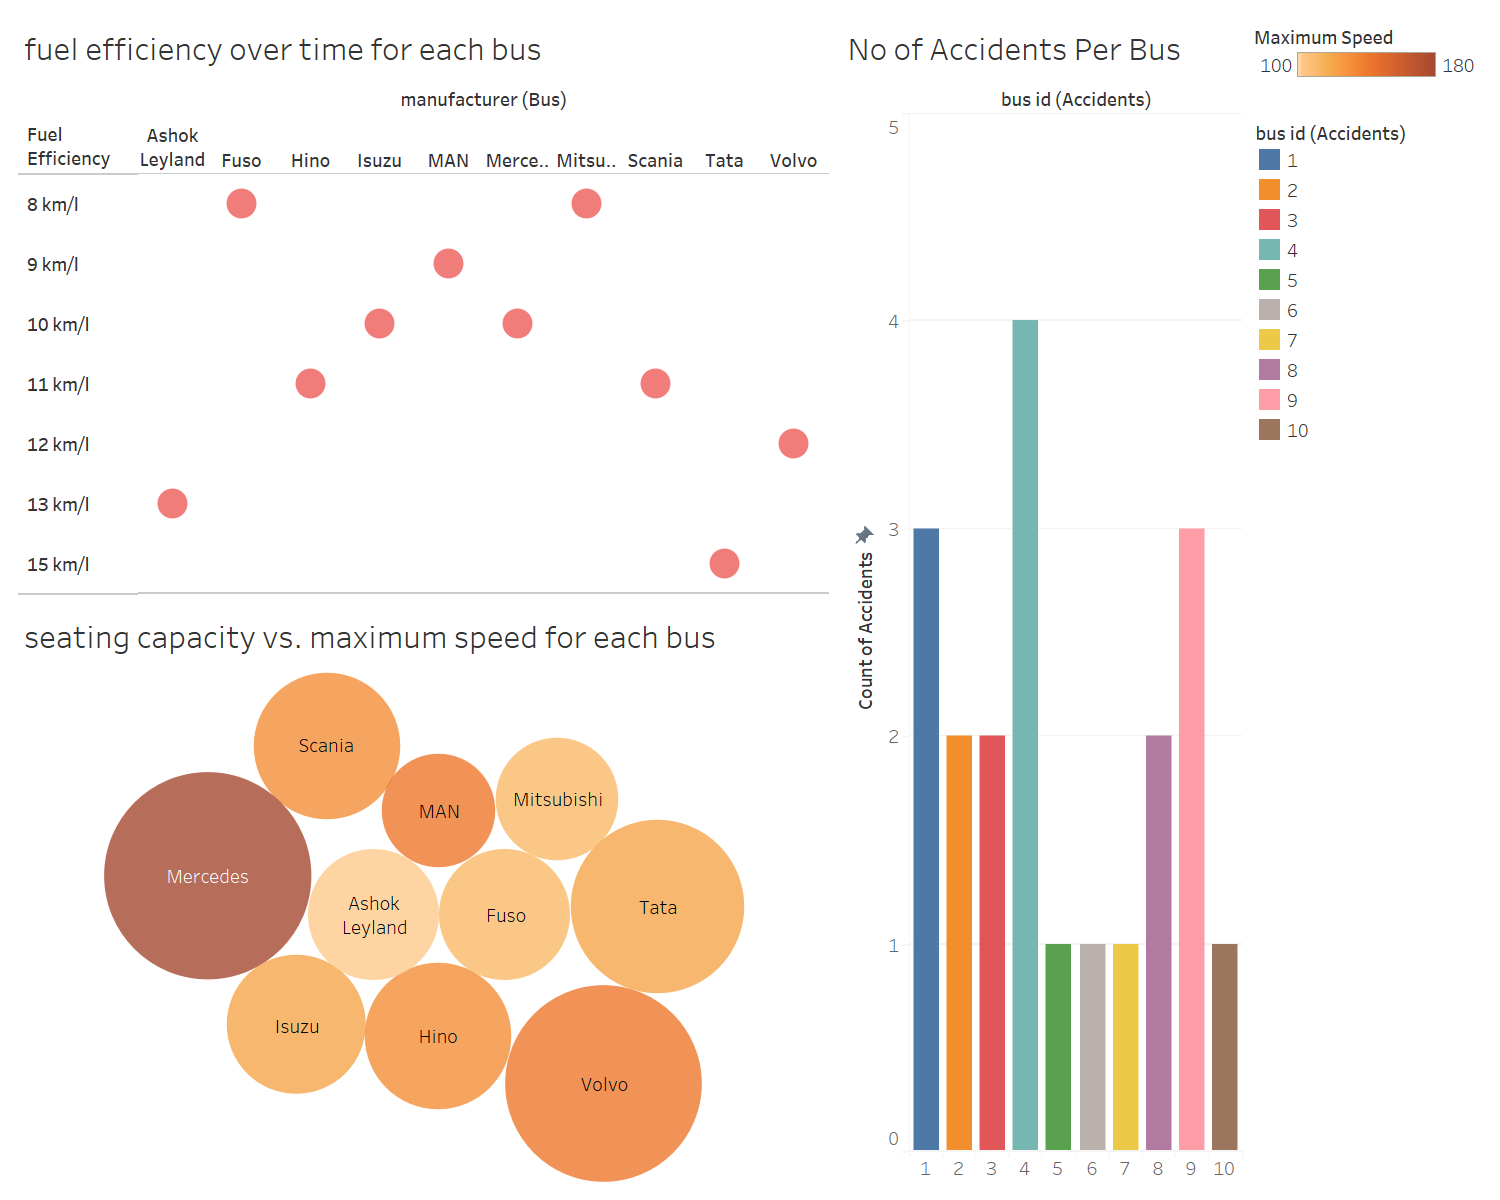 fuel efficiency over time for each bus
manufacturer (Bus)
Fuel
Efficiency
Ashok
Leyland
Fuso
Hino
Isuzu
MAN
Merce..
Mitsu..
Scania
Tata
Volvo
8 km/l
9 km/l
10 km/l
11 km/l
12 km/l
13 km/l
15 km/l
seating capacity vs. maximum speed for each bus
Scania
MAN
Mitsubishi
Mercedes
Ashok
Leyland
Fuso
Tata
Isuzu
Hino
Volvo
No of Accidents Per Bus
bus id (Accidents)
Count of Accidents
5
4
3
2
1
0
1 2 3 4 5 6 7 8 9 10
Maximum Speed
100 180
bus id (Accidents)
1
2
3
4
5
6
7
8
9
10